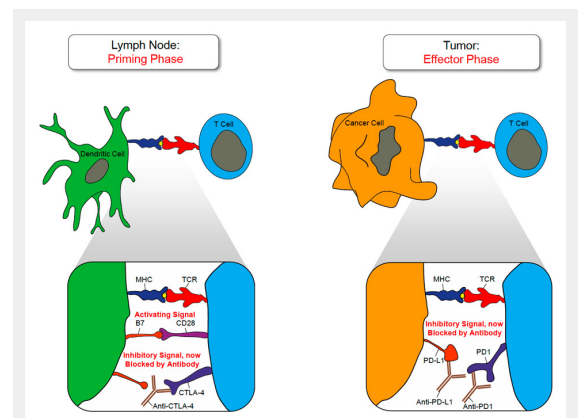 Lymph Node:
Priming Phase
Tumor:
Effector Phase
T Cell
Dendritic Cell
Cancer Cell
T Cell
MHC
TCR
Activating Signal
B7
CD28
Inhibitory Signal, now
Blocked by Antibody
CTLA-4
Anti-CTLA-4
MHC
TCR
Inhibitory Signal, now
Blocked by Antibody
PD-L1
PD1
Anti-PD-L1
Anti-PD1